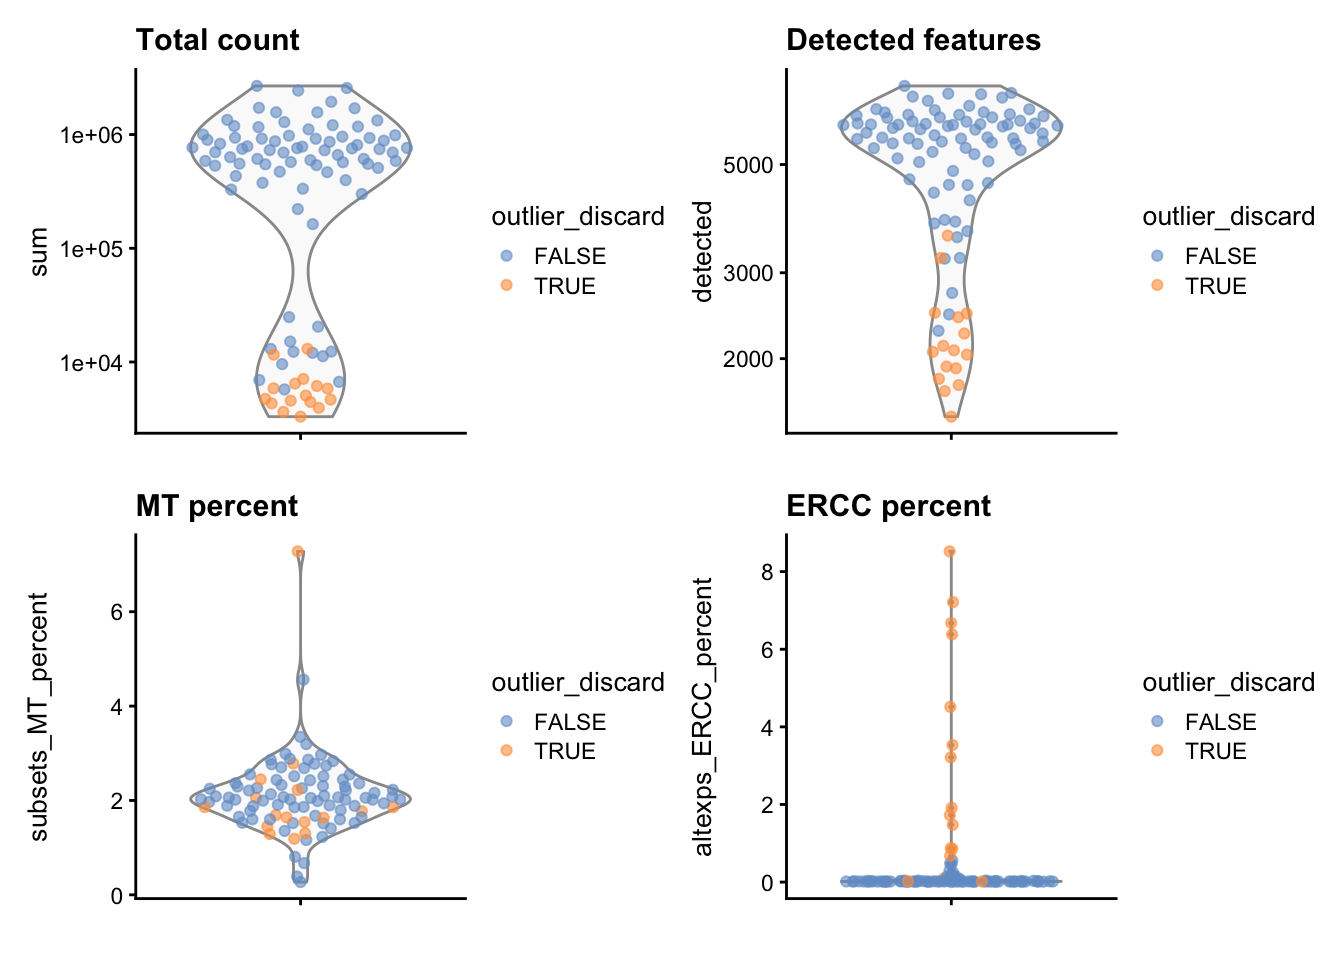 Total count
sum
1e+06
1e+05
1e+04
outlier_discard
FALSE
TRUE
Detected features
detected
5000
3000
2000
outlier_discard
FALSE
TRUE
MT percent
subsets_MT_percent
6
4
2
0
outlier_discard
FALSE
TRUE
ERCC percent
altexps_ERCC_percent
8
6
4
2
0
outlier_discard
FALSE
TRUE